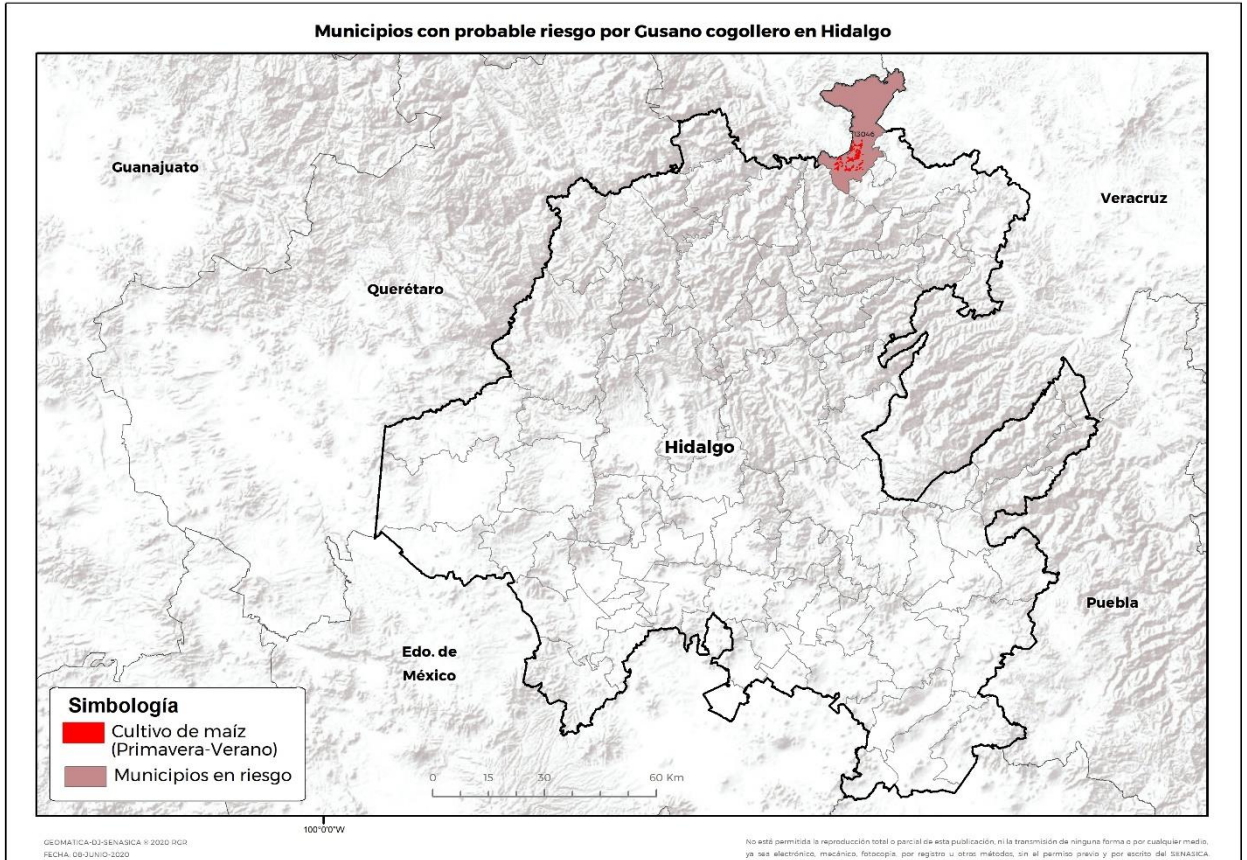 Municipios con probable riesgo por Gusano cogollero en Hidalgo
13046
Guanajuato
Veracruz
Querétaro
Hidalgo
Puebla
Edo. de
México
Simbología
Cultivo de maíz
(Primavera-Verano)
Municipios en riesgo
0 15 30 60 Km
100°0'0"W
GEOMATICA-DJ-SENASICA ® 2020 RGR
FECHA: 08-JUNIO-2020
No está permitida la reproducción total o parcial de esta publicación, ni la transmisión de ninguna forma o por cualquier medio,
ya sea electrónico, mecánico, fotocopia, por registro u otros métodos, sin el permiso previo y por escrito del SENASICA